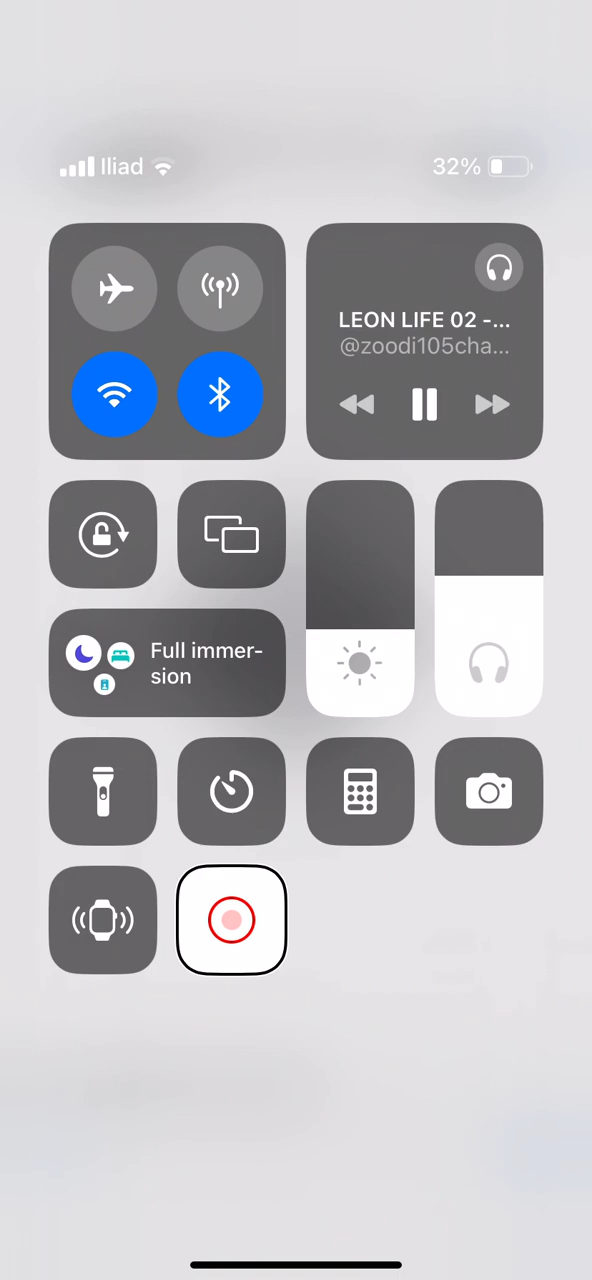 Iliad
32%
LEON LIFE 02 -...
@zoodi105cha...
Full immer-
sion